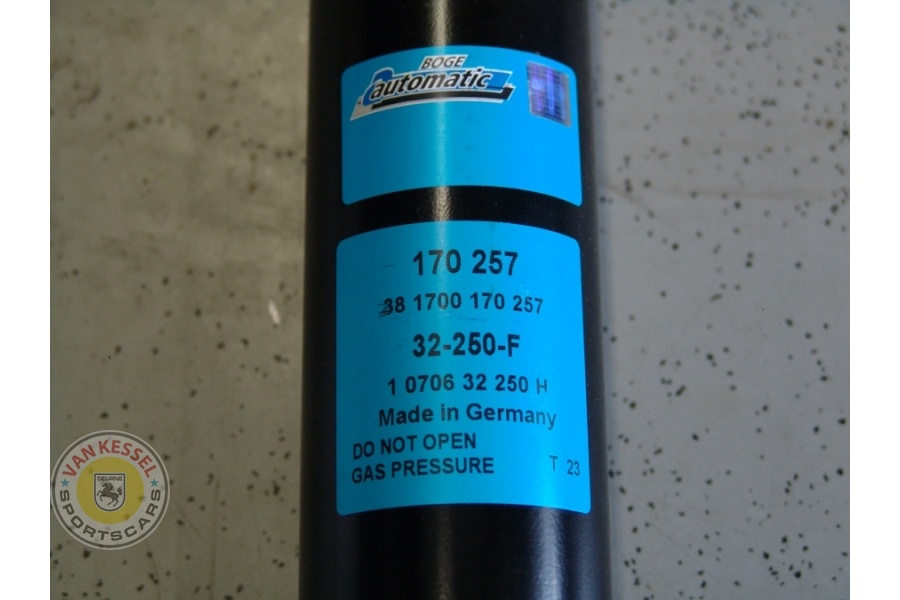 BOGE
automatic
170 257
38 1700 170 257
32-250-F
1 0706 32 250 H
Made in Germany
DO NOT OPEN
GAS PRESSURE T 23
VAN KESSEL
DEURNE
SPORTSCARS